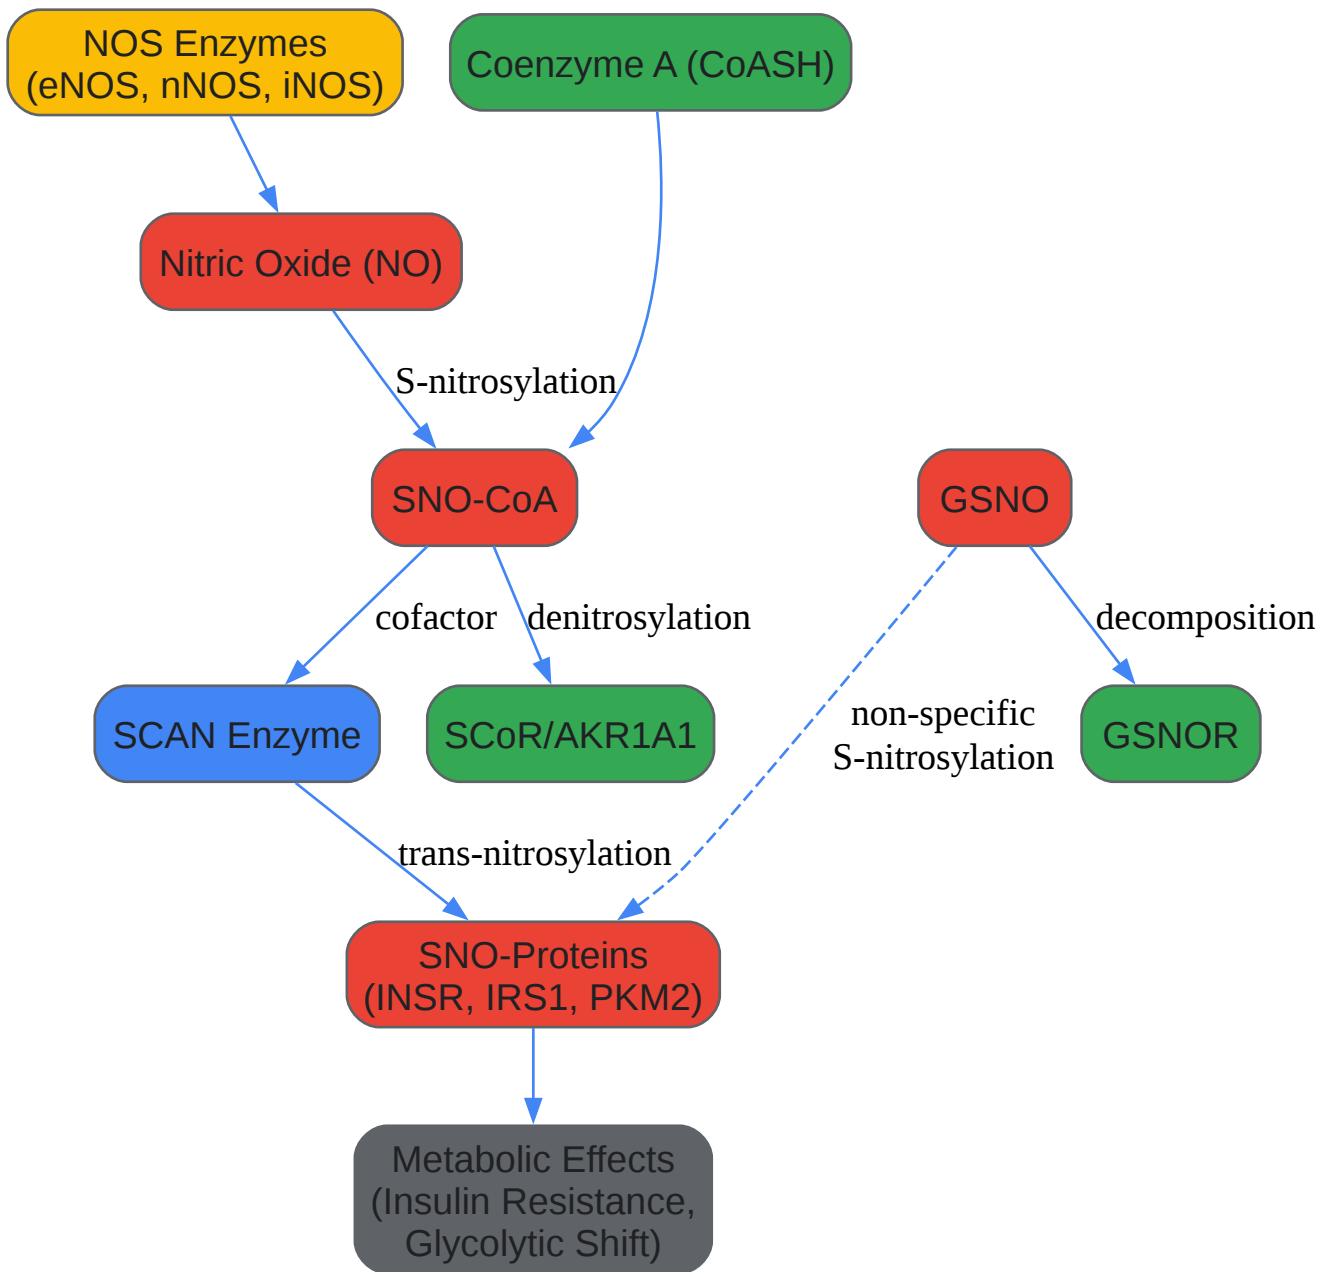 NOS Enzymes
(eNOS, nNOS, iNOS)
Coenzyme A (CoASH)
Nitric Oxide (NO)
S-nitrosylation
SNO-CoA
GSNO
cofactor
denitrosylation
decomposition
SCAN Enzyme
SCoR/AKR1A1
non-specific
S-nitrosylation
GSNOR
trans-nitrosylation
SNO-Proteins
(INSR, IRS1, PKM2)
Metabolic Effects
(Insulin Resistance,
Glycolytic Shift)